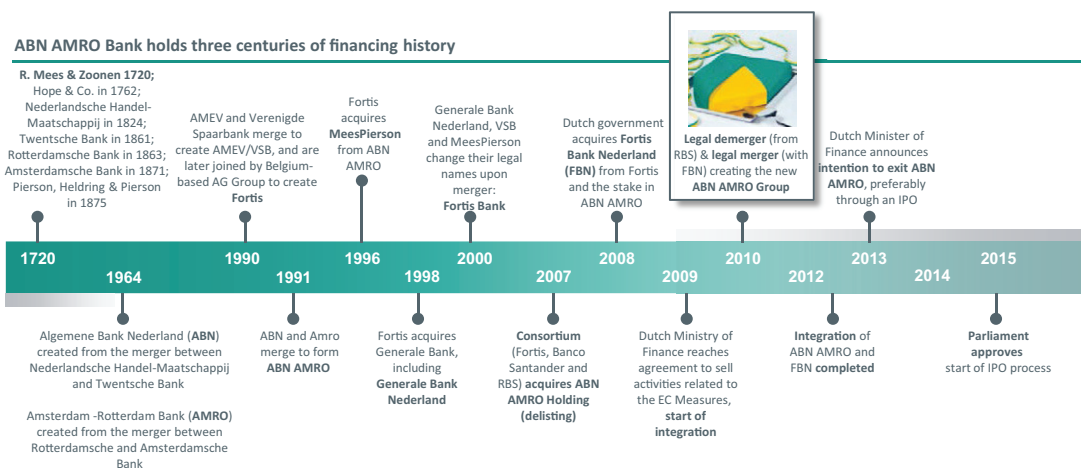 ABN AMRO Bank holds three centuries of financing history
R. Mees & Zoonen 1720;
Hope & Co. in 1762;
Nederlandsche Handel-
Maatschappij in 1824;
Twentsche Bank in 1861;
Rotterdamsche Bank in 1863;
Amsterdamsche Bank in 1871;
Pierson, Heldring & Pierson
in 1875
AMEV and Verenigde
Spaarbank merge to
create AMEV/VSB, and are
later joined by Belgium-
based AG Group to create
Fortis
Fortis
acquires
MeesPierson
from ABN
AMRO
Generale Bank
Nederland, VSB
and MeesPierson
change their legal
names upon
merger:
Fortis Bank
Dutch government
acquires Fortis
Bank Nederland
(FBN) from Fortis
and the stake in
ABN AMRO
Legal demerger (from
RBS) & legal merger (with
FBN) creating the new
ABN AMRO Group
Dutch Minister of
Finance announces
intention to exit ABN
AMRO, preferably
through an IPO
1720
1964
1990
1991
1996
1998
2000
2007
2008
2009
2010
2012
2013
2014
2015
Algemene Bank Nederland (ABN)
created from the merger between
Nederlandsche Handel-Maatschappij
and Twentsche Bank
Amsterdam -Rotterdam Bank (AMRO)
created from the merger between
Rotterdamsche and Amsterdamsche
Bank
ABN and Amro
merge to form
ABN AMRO
Fortis acquires
Generale Bank,
including
Generale Bank
Nederland
Consortium
(Fortis, Banco
Santander and
RBS) acquires ABN
AMRO Holding
(delisting)
Dutch Ministry of
Finance reaches
agreement to sell
activities related to
the EC Measures,
start of
integration
Integration of
ABN AMRO and
FBN completed
Parliament
approves
start of IPO process